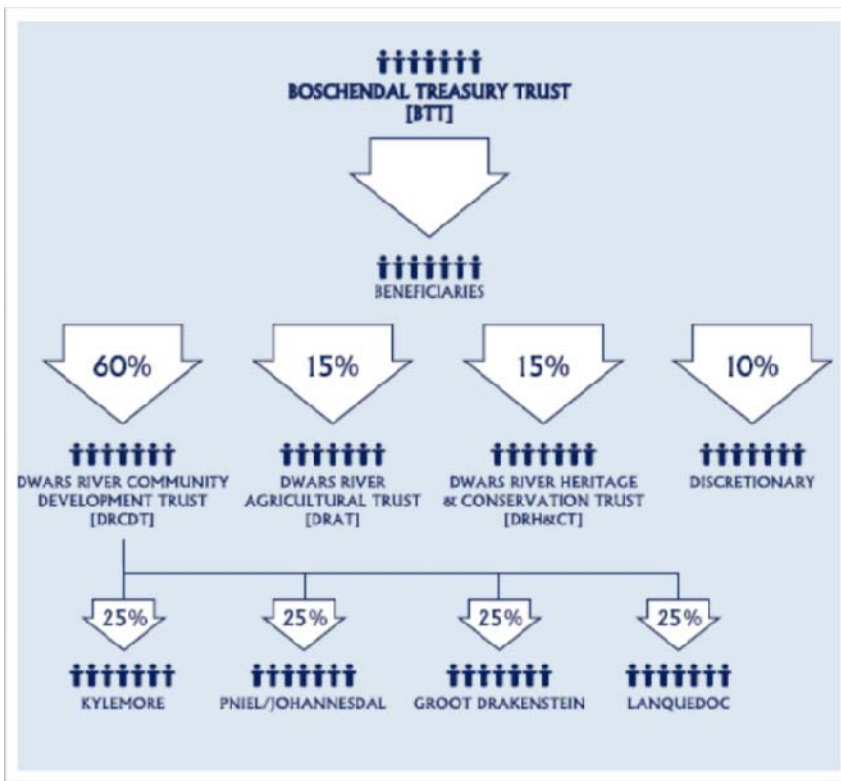 BOSCHENDAL TREASURY TRUST
[BTT]
BENEFICIARIES
60%
15%
15%
10%
DWARS RIVER COMMUNITY
DEVELOPMENT TRUST
[DRCDT]
DWARS RIVER
AGRICULTURAL TRUST
[DRAT]
DWARS RIVER HERITAGE
& CONSERVATION TRUST
[DRH&CT]
DISCRETIONARY
25%
25%
25%
25%
KYLEMORE
PNIEL/JOHANNESDAL
GROOT DRAKENSTEIN
LANQUEDOC